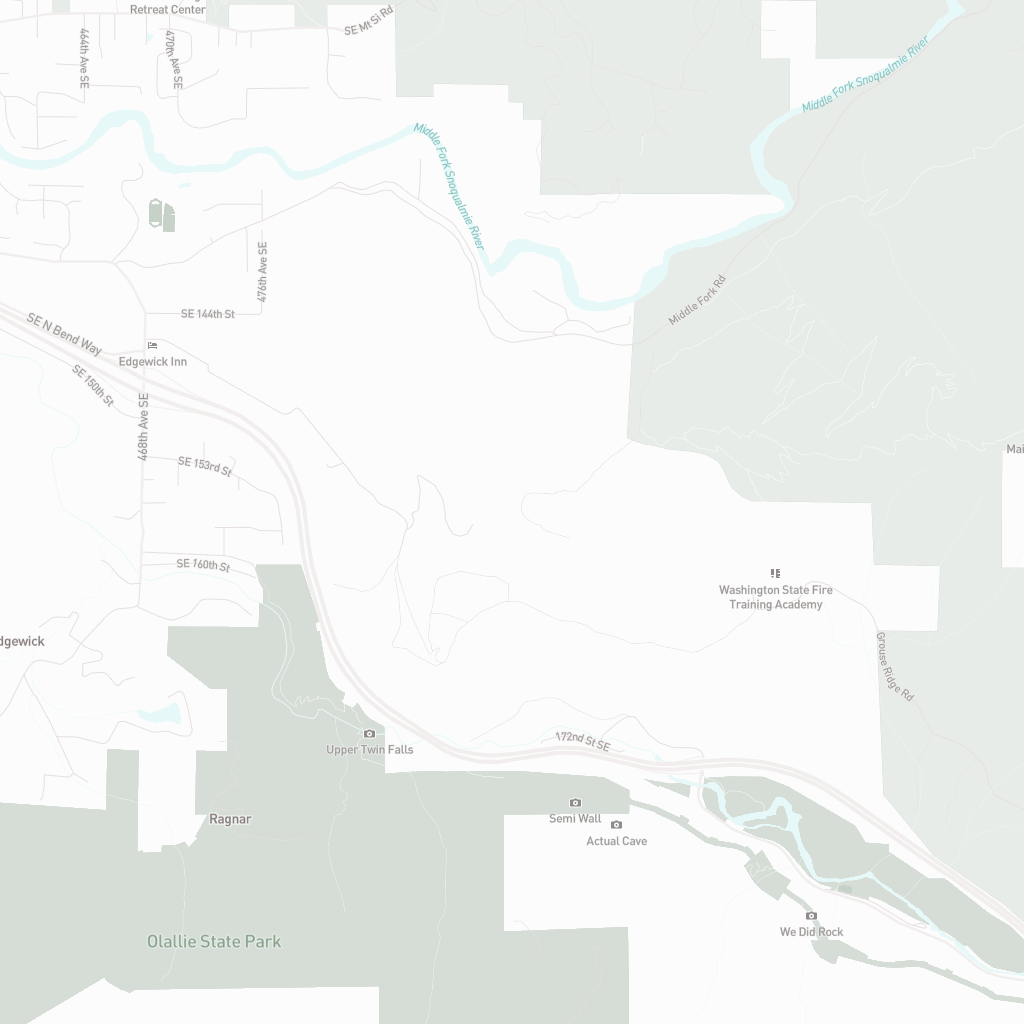 Retreat Center
SE Mt Si Rd
464th Ave SE
470th Ave SE
Middle Fork Snoqualmie River
Middle Fork Snoqualmie River
476th Ave SE
SE 144th St
Middle Fork Rd
SE N Bend Way
Edgewick Inn
SE 150th St
468th Ave SE
SE 153rd St
Mai
SE 160th St
Washington State Fire
Training Academy
dgewick
Grouse Ridge Rd
Upper Twin Falls
172nd St SE
Semi Wall
Ragnar
Actual Cave
We Did Rock
Olallie State Park